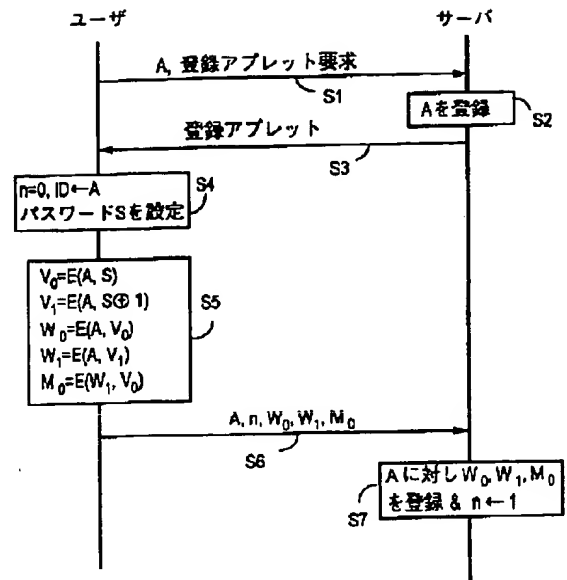 ユーザ
サーバ
A, 登録アプレット要求
S1
Aを登録
S2
登録アプレット
S3
n=0, ID←A
パスワードSを設定
S4
V₀=E(A, S)
V₁=E(A, S⊕1)
W₀=E(A, V₀)
W₁=E(A, V₁)
M₀=E(W₁, V₀)
S5
A, n, W₀, W₁, M₀
S6
Aに対しW₀, W₁, M₀
を登録 & n←1
S7